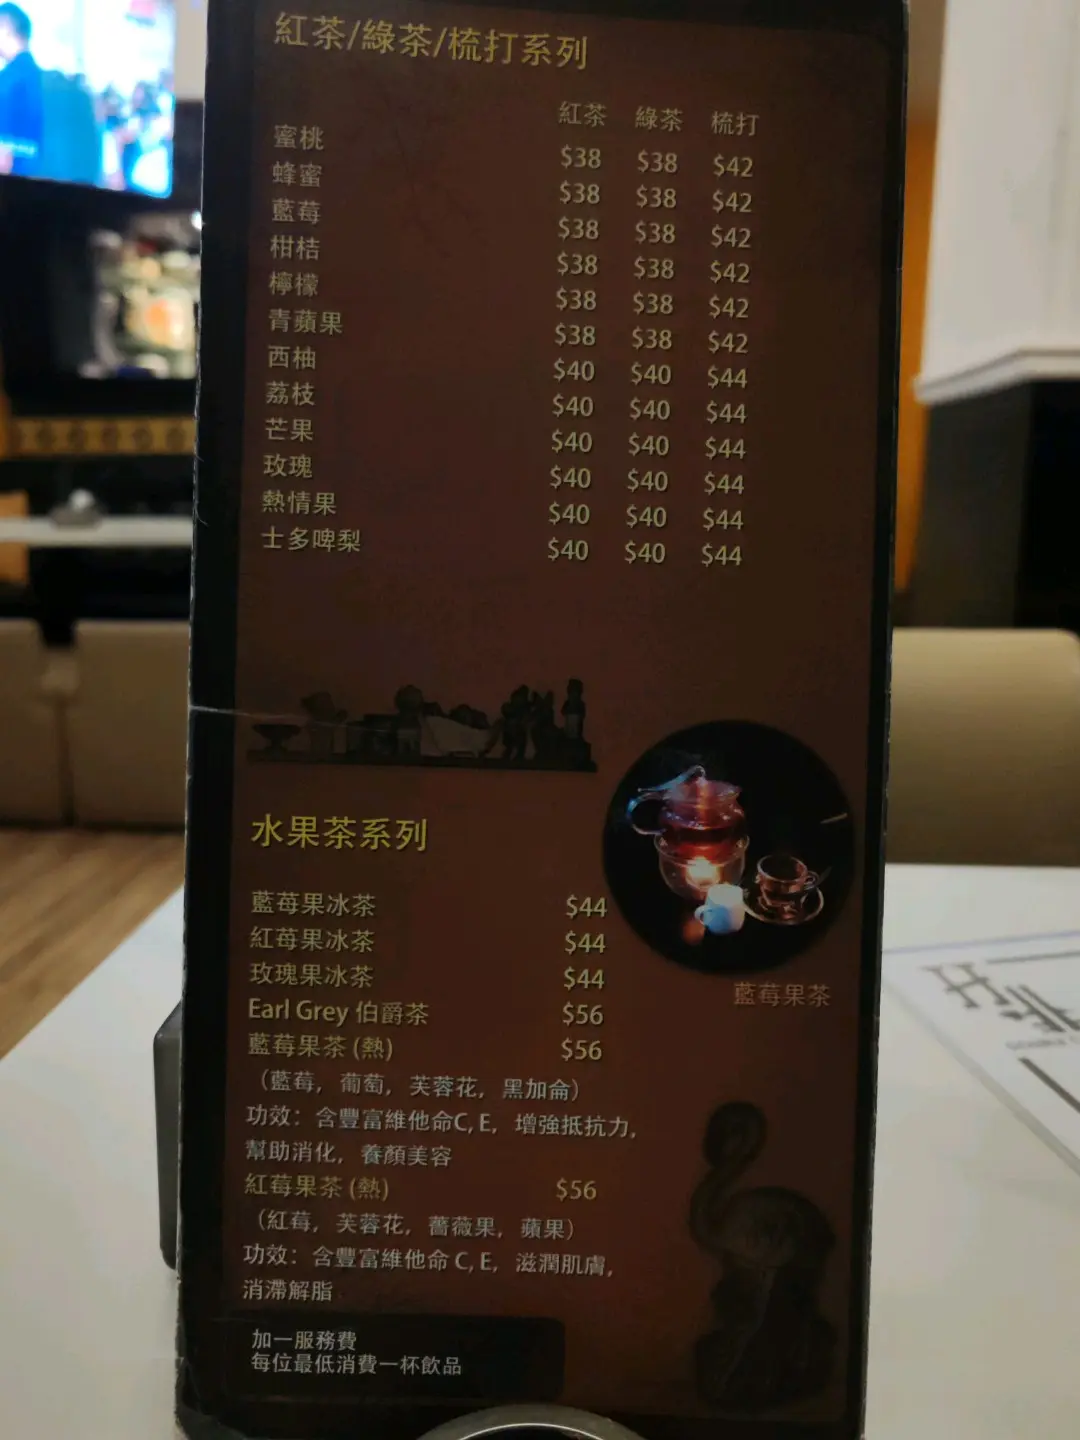 紅茶/綠茶/梳打系列
紅茶 綠茶 梳打
蜜桃 $38 $38 $42
蜂蜜 $38 $38 $42
藍莓 $38 $38 $42
柑桔 $38 $38 $42
檸檬 $38 $38 $42
青蘋果 $38 $38 $42
西柚 $40 $40 $44
荔枝 $40 $40 $44
芒果 $40 $40 $44
玫瑰 $40 $40 $44
熱情果 $40 $40 $44
士多啤梨 $40 $40 $44
水果茶系列
藍莓果冰茶 $44
紅莓果冰茶 $44
玫瑰果冰茶 $44
Earl Grey 伯爵茶 $56
藍莓果茶 (熱) $56
（藍莓，葡萄，芙蓉花，黑加侖）
功效：含豐富維他命C, E，增強抵抗力，
幫助消化，養顏美容
紅莓果茶 (熱) $56
（紅莓，芙蓉花，薔薇果，蘋果）
功效：含豐富維他命 C, E，滋潤肌膚，
消滯解脂
藍莓果茶
加一服務費
每位最低消費一杯飲品